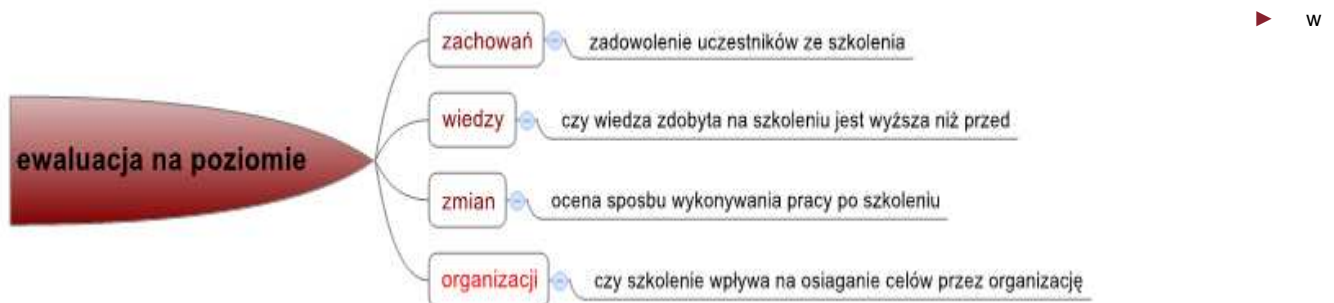 ewaluacja na poziomie
zachowań
zadowolenie uczestników ze szkolenia
wiedzy
czy wiedza zdobyta na szkoleniu jest wyższa niż przed
zmian
ocena sposbu wykonywania pracy po szkoleniu
organizacji
czy szkolenie wpływa na osiaganie celów przez organizację
w